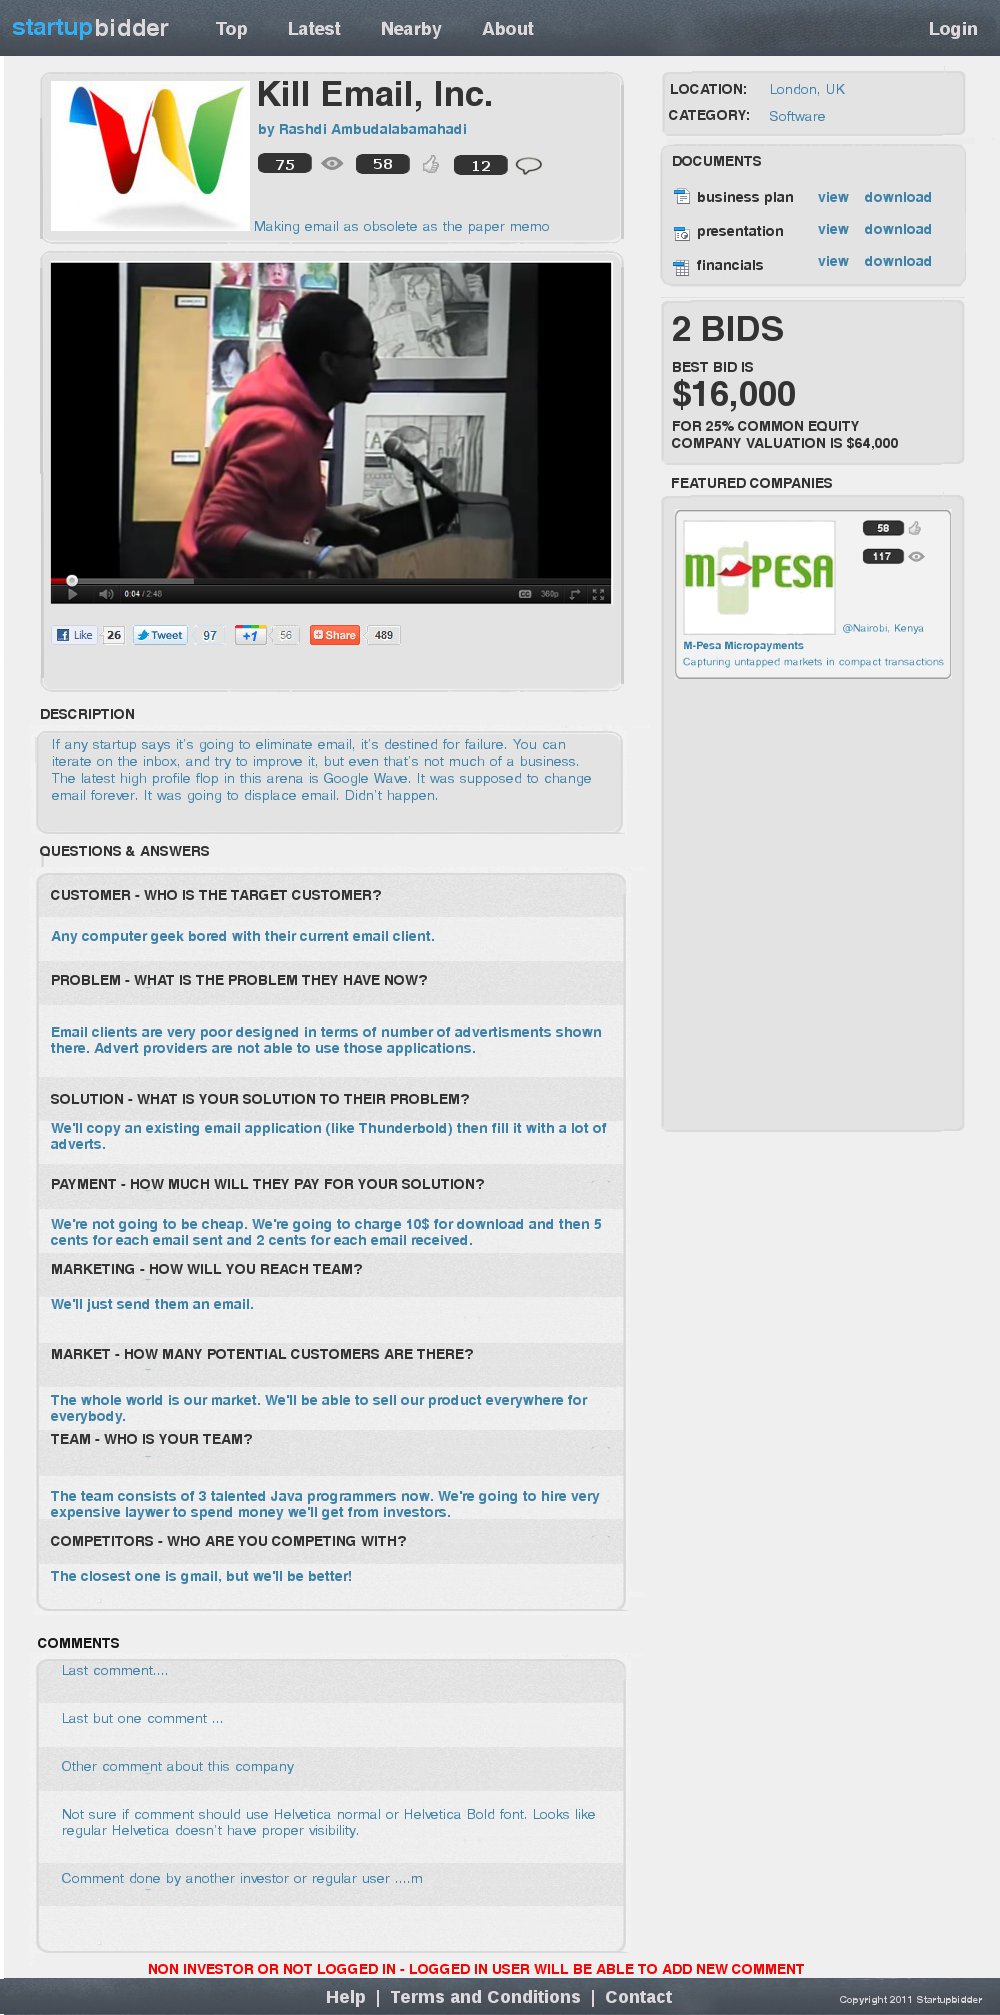 startupbidder Top Latest Nearby About Login
Kill Email, Inc.
by Rashdi Ambudalabamahadi
75 58 12
Making email as obsolete as the paper memo
0:04 / 2:48 CC 360p
Like 26 Tweet 97 +1 56 Share 489
DESCRIPTION
If any startup says it's going to eliminate email, it's destined for failure. You can
iterate on the inbox, and try to improve it, but even that's not much of a business.
The latest high profile flop in this arena is Google Wave. It was supposed to change
email forever. It was going to displace email. Didn't happen.
QUESTIONS & ANSWERS
CUSTOMER - WHO IS THE TARGET CUSTOMER?
Any computer geek bored with their current email client.
PROBLEM - WHAT IS THE PROBLEM THEY HAVE NOW?
Email clients are very poor designed in terms of number of advertisments shown
there. Advert providers are not able to use those applications.
SOLUTION - WHAT IS YOUR SOLUTION TO THEIR PROBLEM?
We'll copy an existing email application (like Thunderbold) then fill it with a lot of
adverts.
PAYMENT - HOW MUCH WILL THEY PAY FOR YOUR SOLUTION?
We're not going to be cheap. We're going to charge 10$ for download and then 5
cents for each email sent and 2 cents for each email received.
MARKETING - HOW WILL YOU REACH TEAM?
We'll just send them an email.
MARKET - HOW MANY POTENTIAL CUSTOMERS ARE THERE?
The whole world is our market. We'll be able to sell our product everywhere for
everybody.
TEAM - WHO IS YOUR TEAM?
The team consists of 3 talented Java programmers now. We're going to hire very
expensive laywer to spend money we'll get from investors.
COMPETITORS - WHO ARE YOU COMPETING WITH?
The closest one is gmail, but we'll be better!
COMMENTS
Last comment....
Last but one comment ...
Other comment about this company
Not sure if comment should use Helvetica normal or Helvetica Bold font. Looks like
regular Helvetica doesn't have proper visibility.
Comment done by another investor or regular user ....m
LOCATION: London, UK
CATEGORY: Software
DOCUMENTS
business plan view download
presentation view download
financials view download
2 BIDS
BEST BID IS
$16,000
FOR 25% COMMON EQUITY
COMPANY VALUATION IS $64,000
FEATURED COMPANIES
M-PESA
58
117
@Nairobi, Kenya
M-Pesa Micropayments
Capturing untapped markets in compact transactions
NON INVESTOR OR NOT LOGGED IN - LOGGED IN USER WILL BE ABLE TO ADD NEW COMMENT
Help | Terms and Conditions | Contact
Copyright 2011 Startupbidder